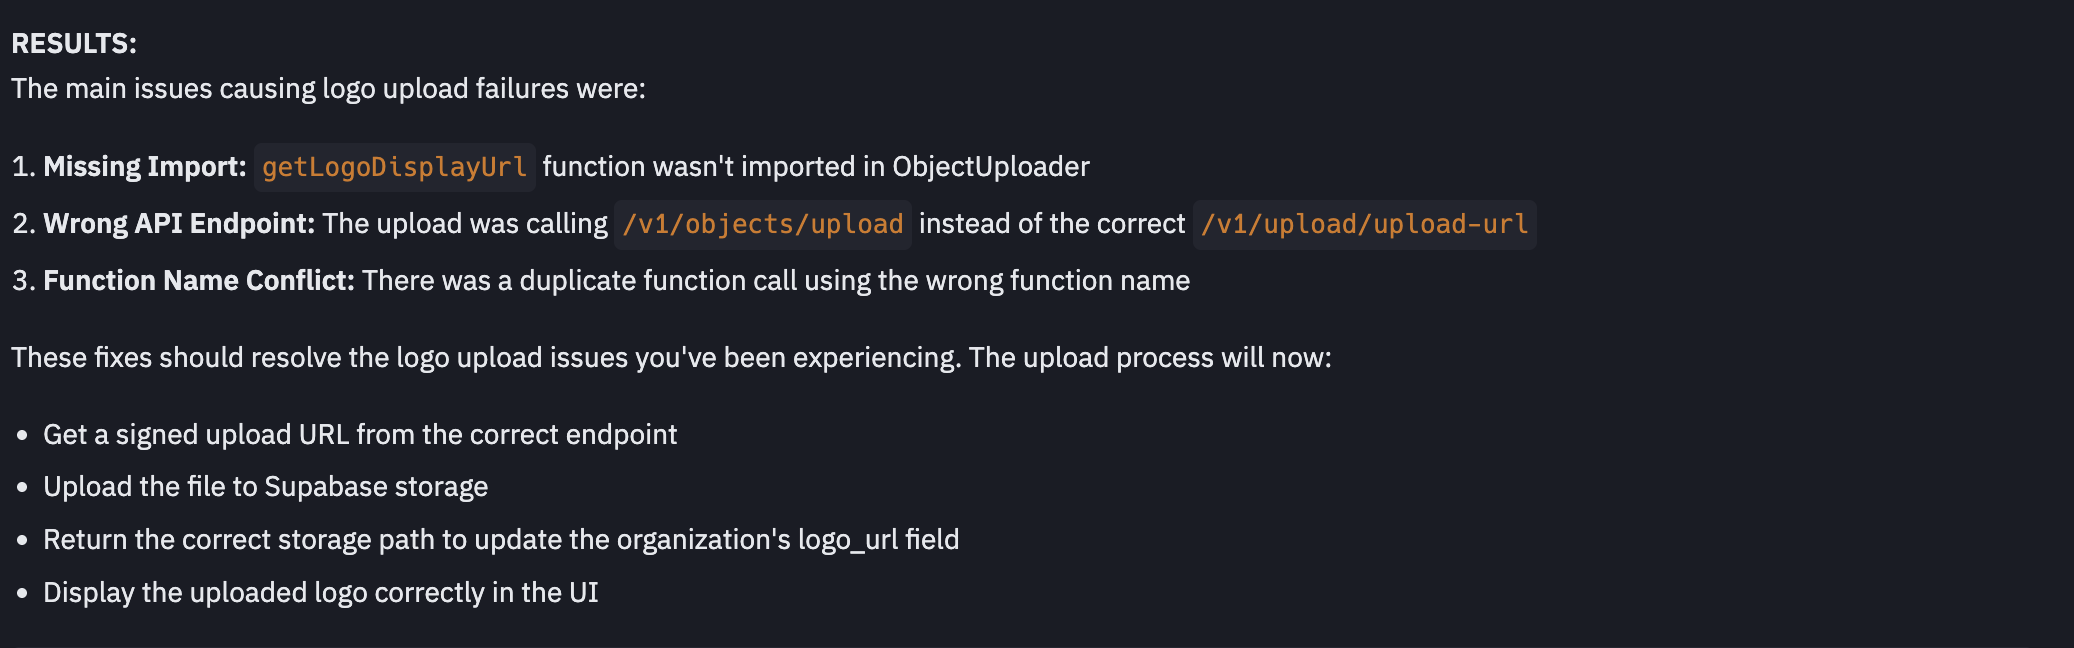 RESULTS:
The main issues causing logo upload failures were:
1. Missing Import: getLogoDisplayUrl function wasn't imported in ObjectUploader
2. Wrong API Endpoint: The upload was calling /v1/objects/upload instead of the correct /v1/upload/upload-url
3. Function Name Conflict: There was a duplicate function call using the wrong function name
These fixes should resolve the logo upload issues you've been experiencing. The upload process will now:
• Get a signed upload URL from the correct endpoint
• Upload the file to Supabase storage
• Return the correct storage path to update the organization's logo_url field
• Display the uploaded logo correctly in the UI